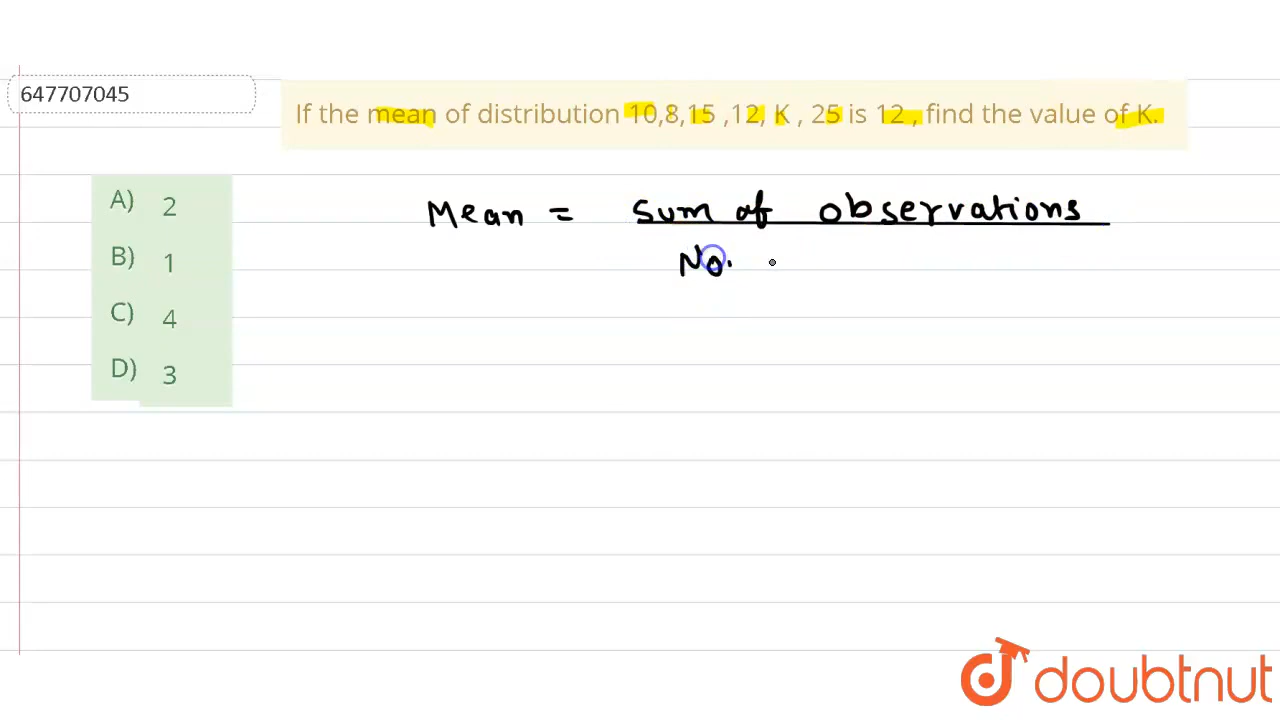 647707045
If the mean of distribution 10,8,15 ,12, K , 25 is 12 , find the value of K.
A) 2
B) 1
C) 4
D) 3
Mean = Sum of observations
No.
doubtnut